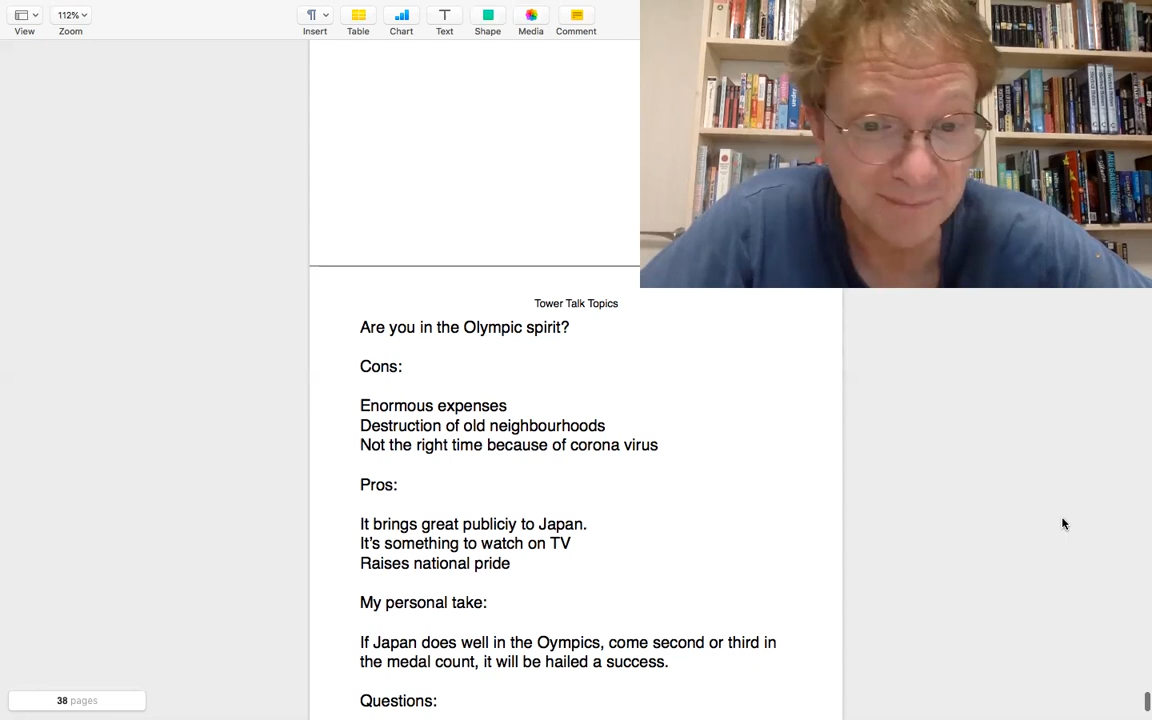 112%
View
Zoom
Insert
Table
Chart
Text
Shape
Media
Comment
Tower Talk Topics
Are you in the Olympic spirit?
Cons:
Enormous expenses
Destruction of old neighbourhoods
Not the right time because of corona virus
Pros:
It brings great publiciy to Japan.
It's something to watch on TV
Raises national pride
My personal take:
If Japan does well in the Oympics, come second or third in
the medal count, it will be hailed a success.
Questions:
38 pages